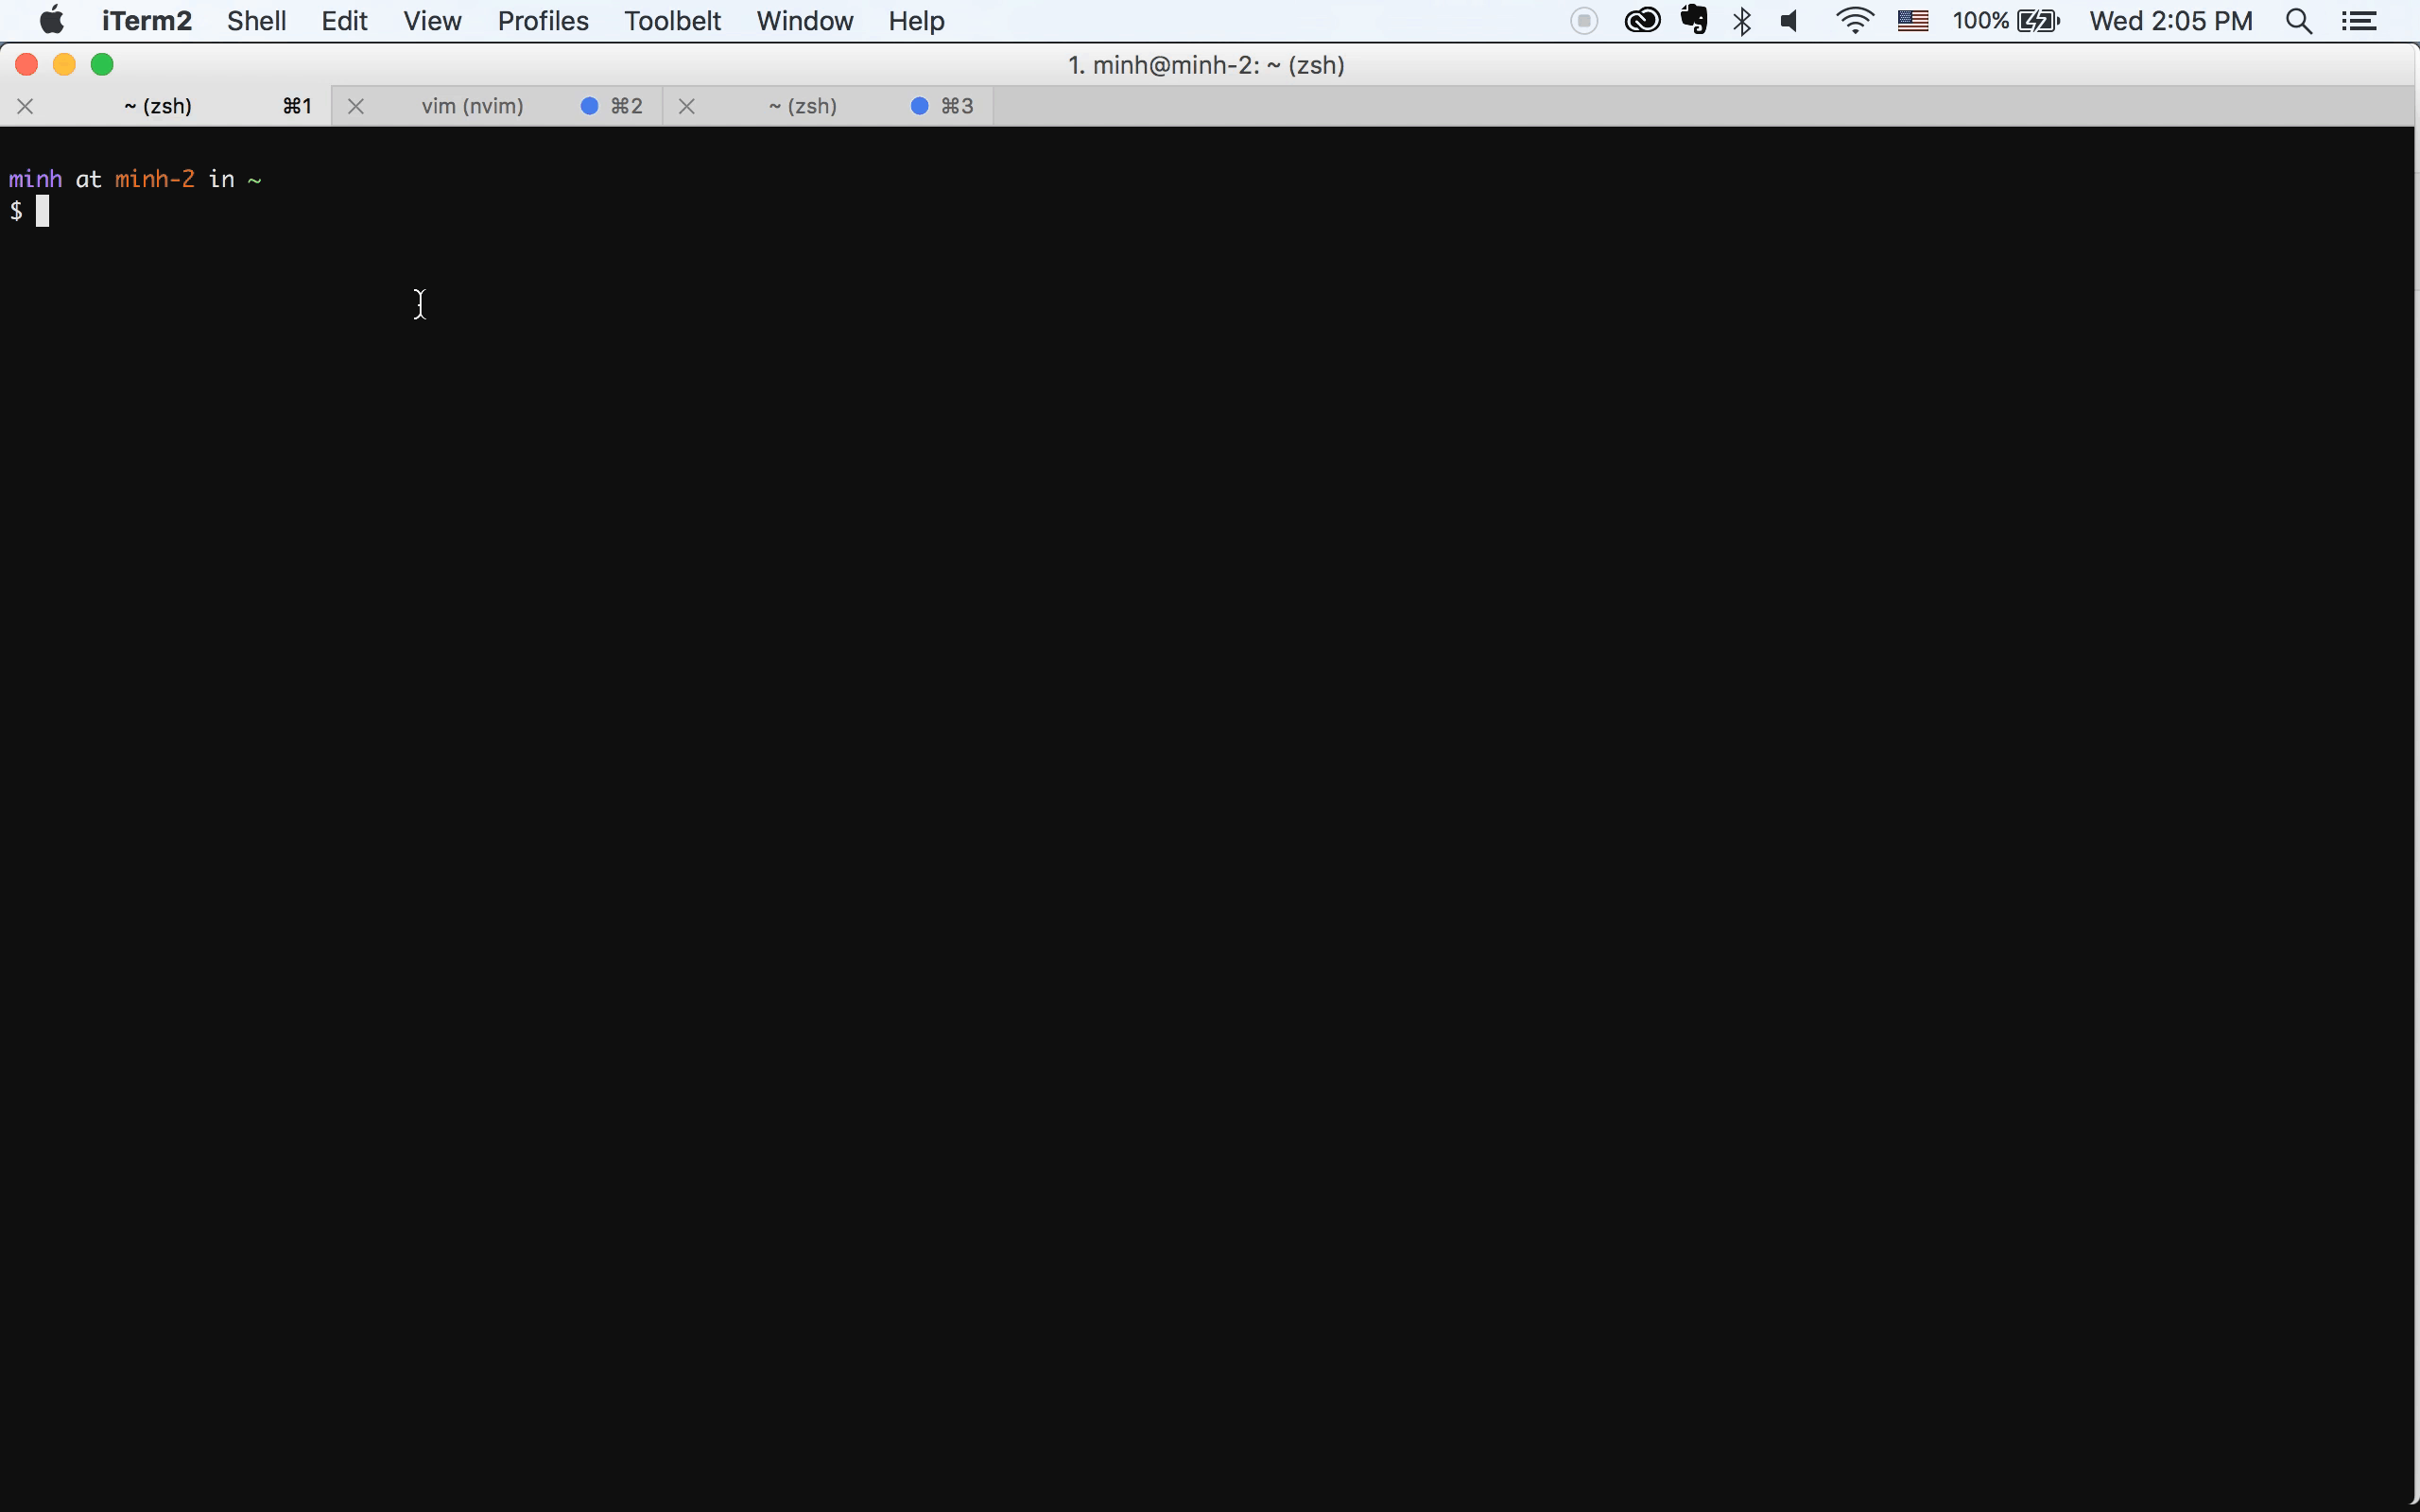 iTerm2 Shell Edit View Profiles Toolbelt Window Help 100% Wed 2:05 PM
1. minh@minh-2: ~ (zsh)
~ (zsh) ⌘1 vim (nvim) ⌘2 ~ (zsh) ⌘3
minh at minh-2 in ~
$